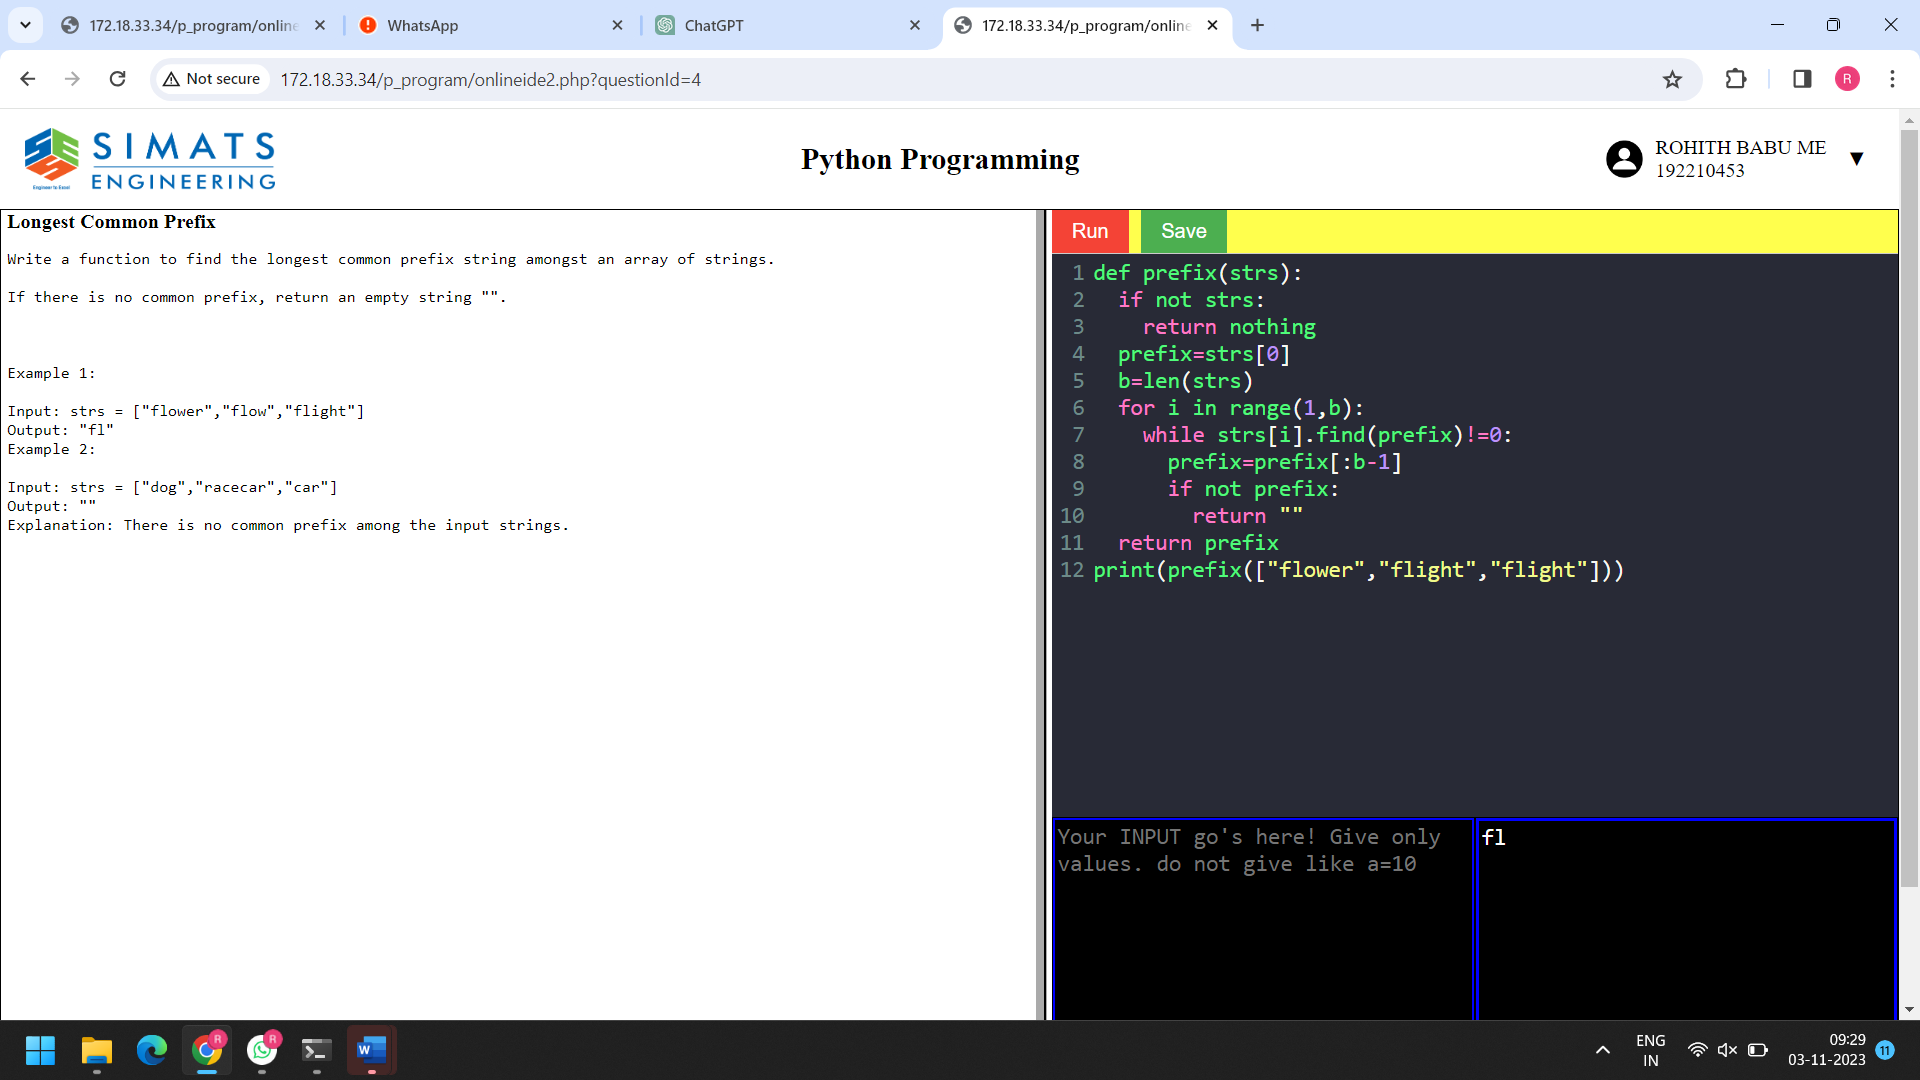 172.18.33.34/p_program/online
WhatsApp
ChatGPT
172.18.33.34/p_program/online
Not secure
172.18.33.34/p_program/onlineide2.php?questionId=4
R
SIMATS
ENGINEERING
Engineer to Excel
Python Programming
ROHITH BABU ME
192210453
Longest Common Prefix
Write a function to find the longest common prefix string amongst an array of strings.
If there is no common prefix, return an empty string "".
Example 1:
Input: strs = ["flower","flow","flight"]
Output: "fl"
Example 2:
Input: strs = ["dog","racecar","car"]
Output: ""
Explanation: There is no common prefix among the input strings.
Run
Save
1 def prefix(strs):
2 if not strs:
3 return nothing
4 prefix=strs[0]
5 b=len(strs)
6 for i in range(1,b):
7 while strs[i].find(prefix)!=0:
8 prefix=prefix[:b-1]
9 if not prefix:
10 return ""
11 return prefix
12 print(prefix(["flower","flight","flight"]))
Your INPUT go's here! Give only
values. do not give like a=10
fl
R
R
W
ENG
IN
09:29
03-11-2023
11